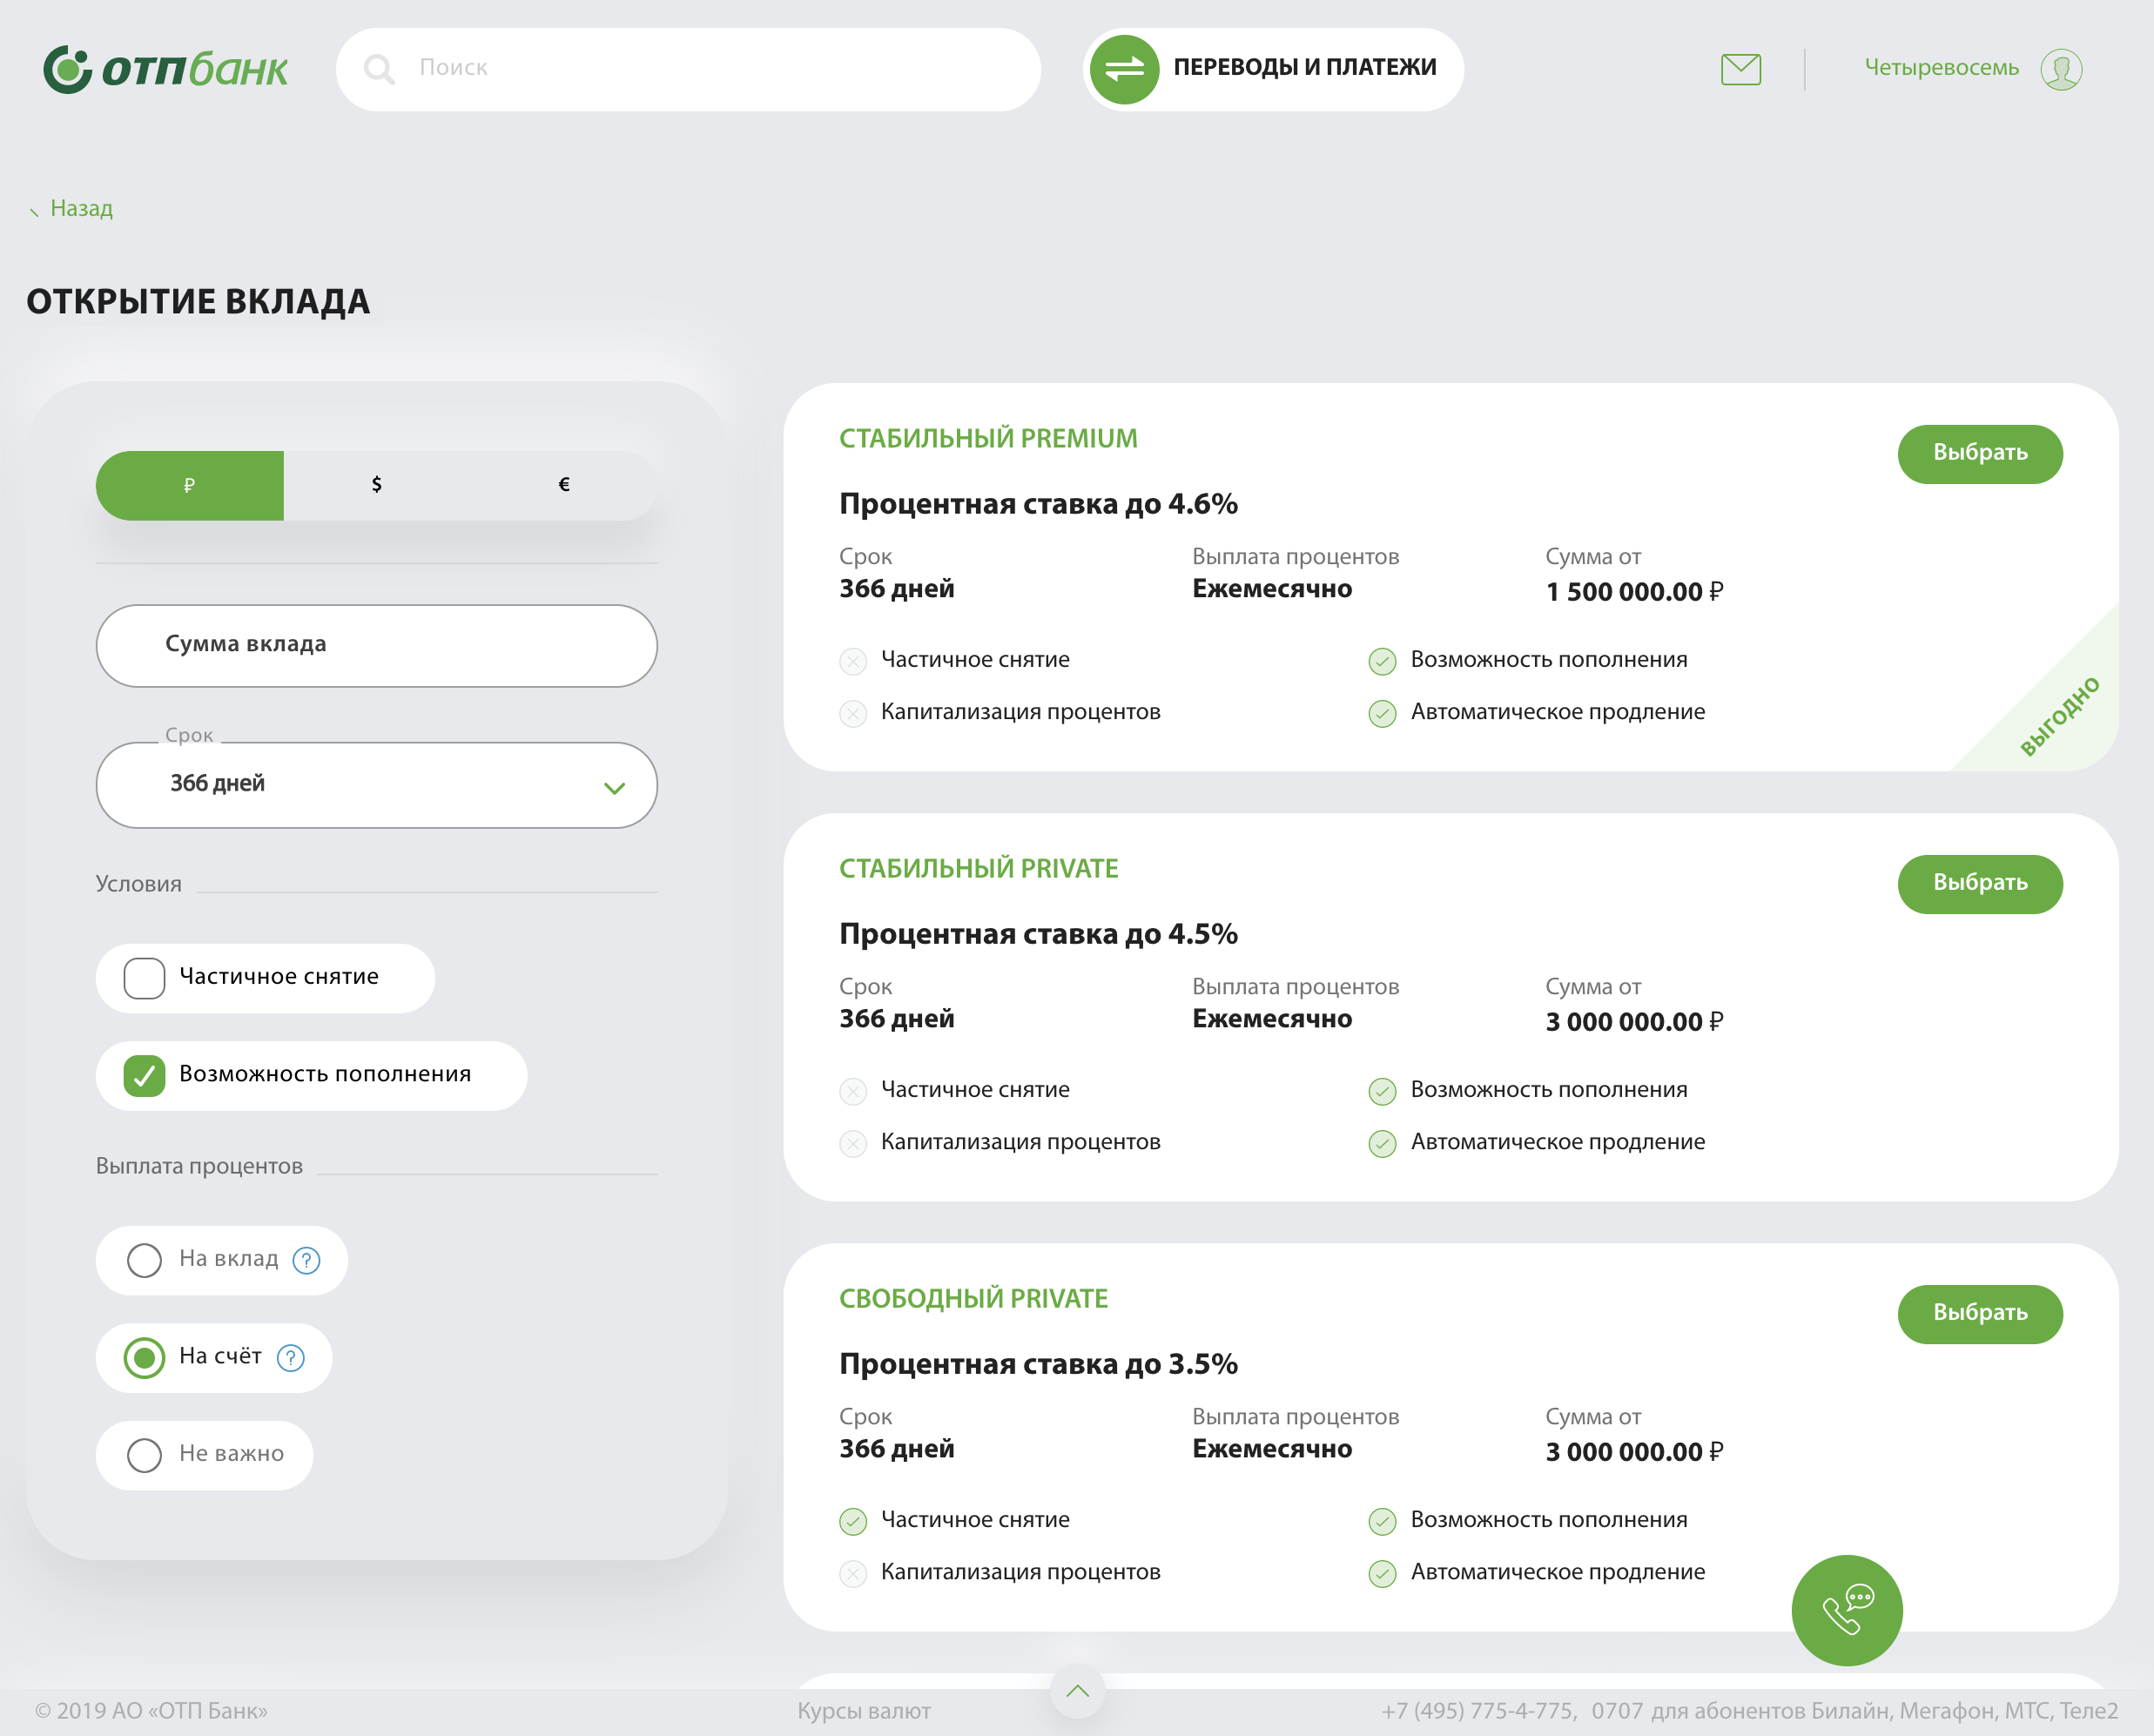 отпбанк
Поиск
ПЕРЕВОДЫ И ПЛАТЕЖИ
Четыревосемь
Назад
ОТКРЫТИЕ ВКЛАДА
₽ $ €
Сумма вклада
Срок
366 дней
Условия
Частичное снятие
Возможность пополнения
Выплата процентов
На вклад ?
На счёт ?
Не важно
СТАБИЛЬНЫЙ PREMIUM
Выбрать
Процентная ставка до 4.6%
Срок Выплата процентов Сумма от
366 дней Ежемесячно 1 500 000.00 ₽
Частичное снятие Возможность пополнения
Капитализация процентов Автоматическое продление
ВЫГОДНО
СТАБИЛЬНЫЙ PRIVATE
Выбрать
Процентная ставка до 4.5%
Срок Выплата процентов Сумма от
366 дней Ежемесячно 3 000 000.00 ₽
Частичное снятие Возможность пополнения
Капитализация процентов Автоматическое продление
СВОБОДНЫЙ PRIVATE
Выбрать
Процентная ставка до 3.5%
Срок Выплата процентов Сумма от
366 дней Ежемесячно 3 000 000.00 ₽
Частичное снятие Возможность пополнения
Капитализация процентов Автоматическое продление
© 2019 АО «ОТП Банк» Курсы валют +7 (495) 775-4-775, 0707 для абонентов Билайн, Мегафон, МТС, Теле2